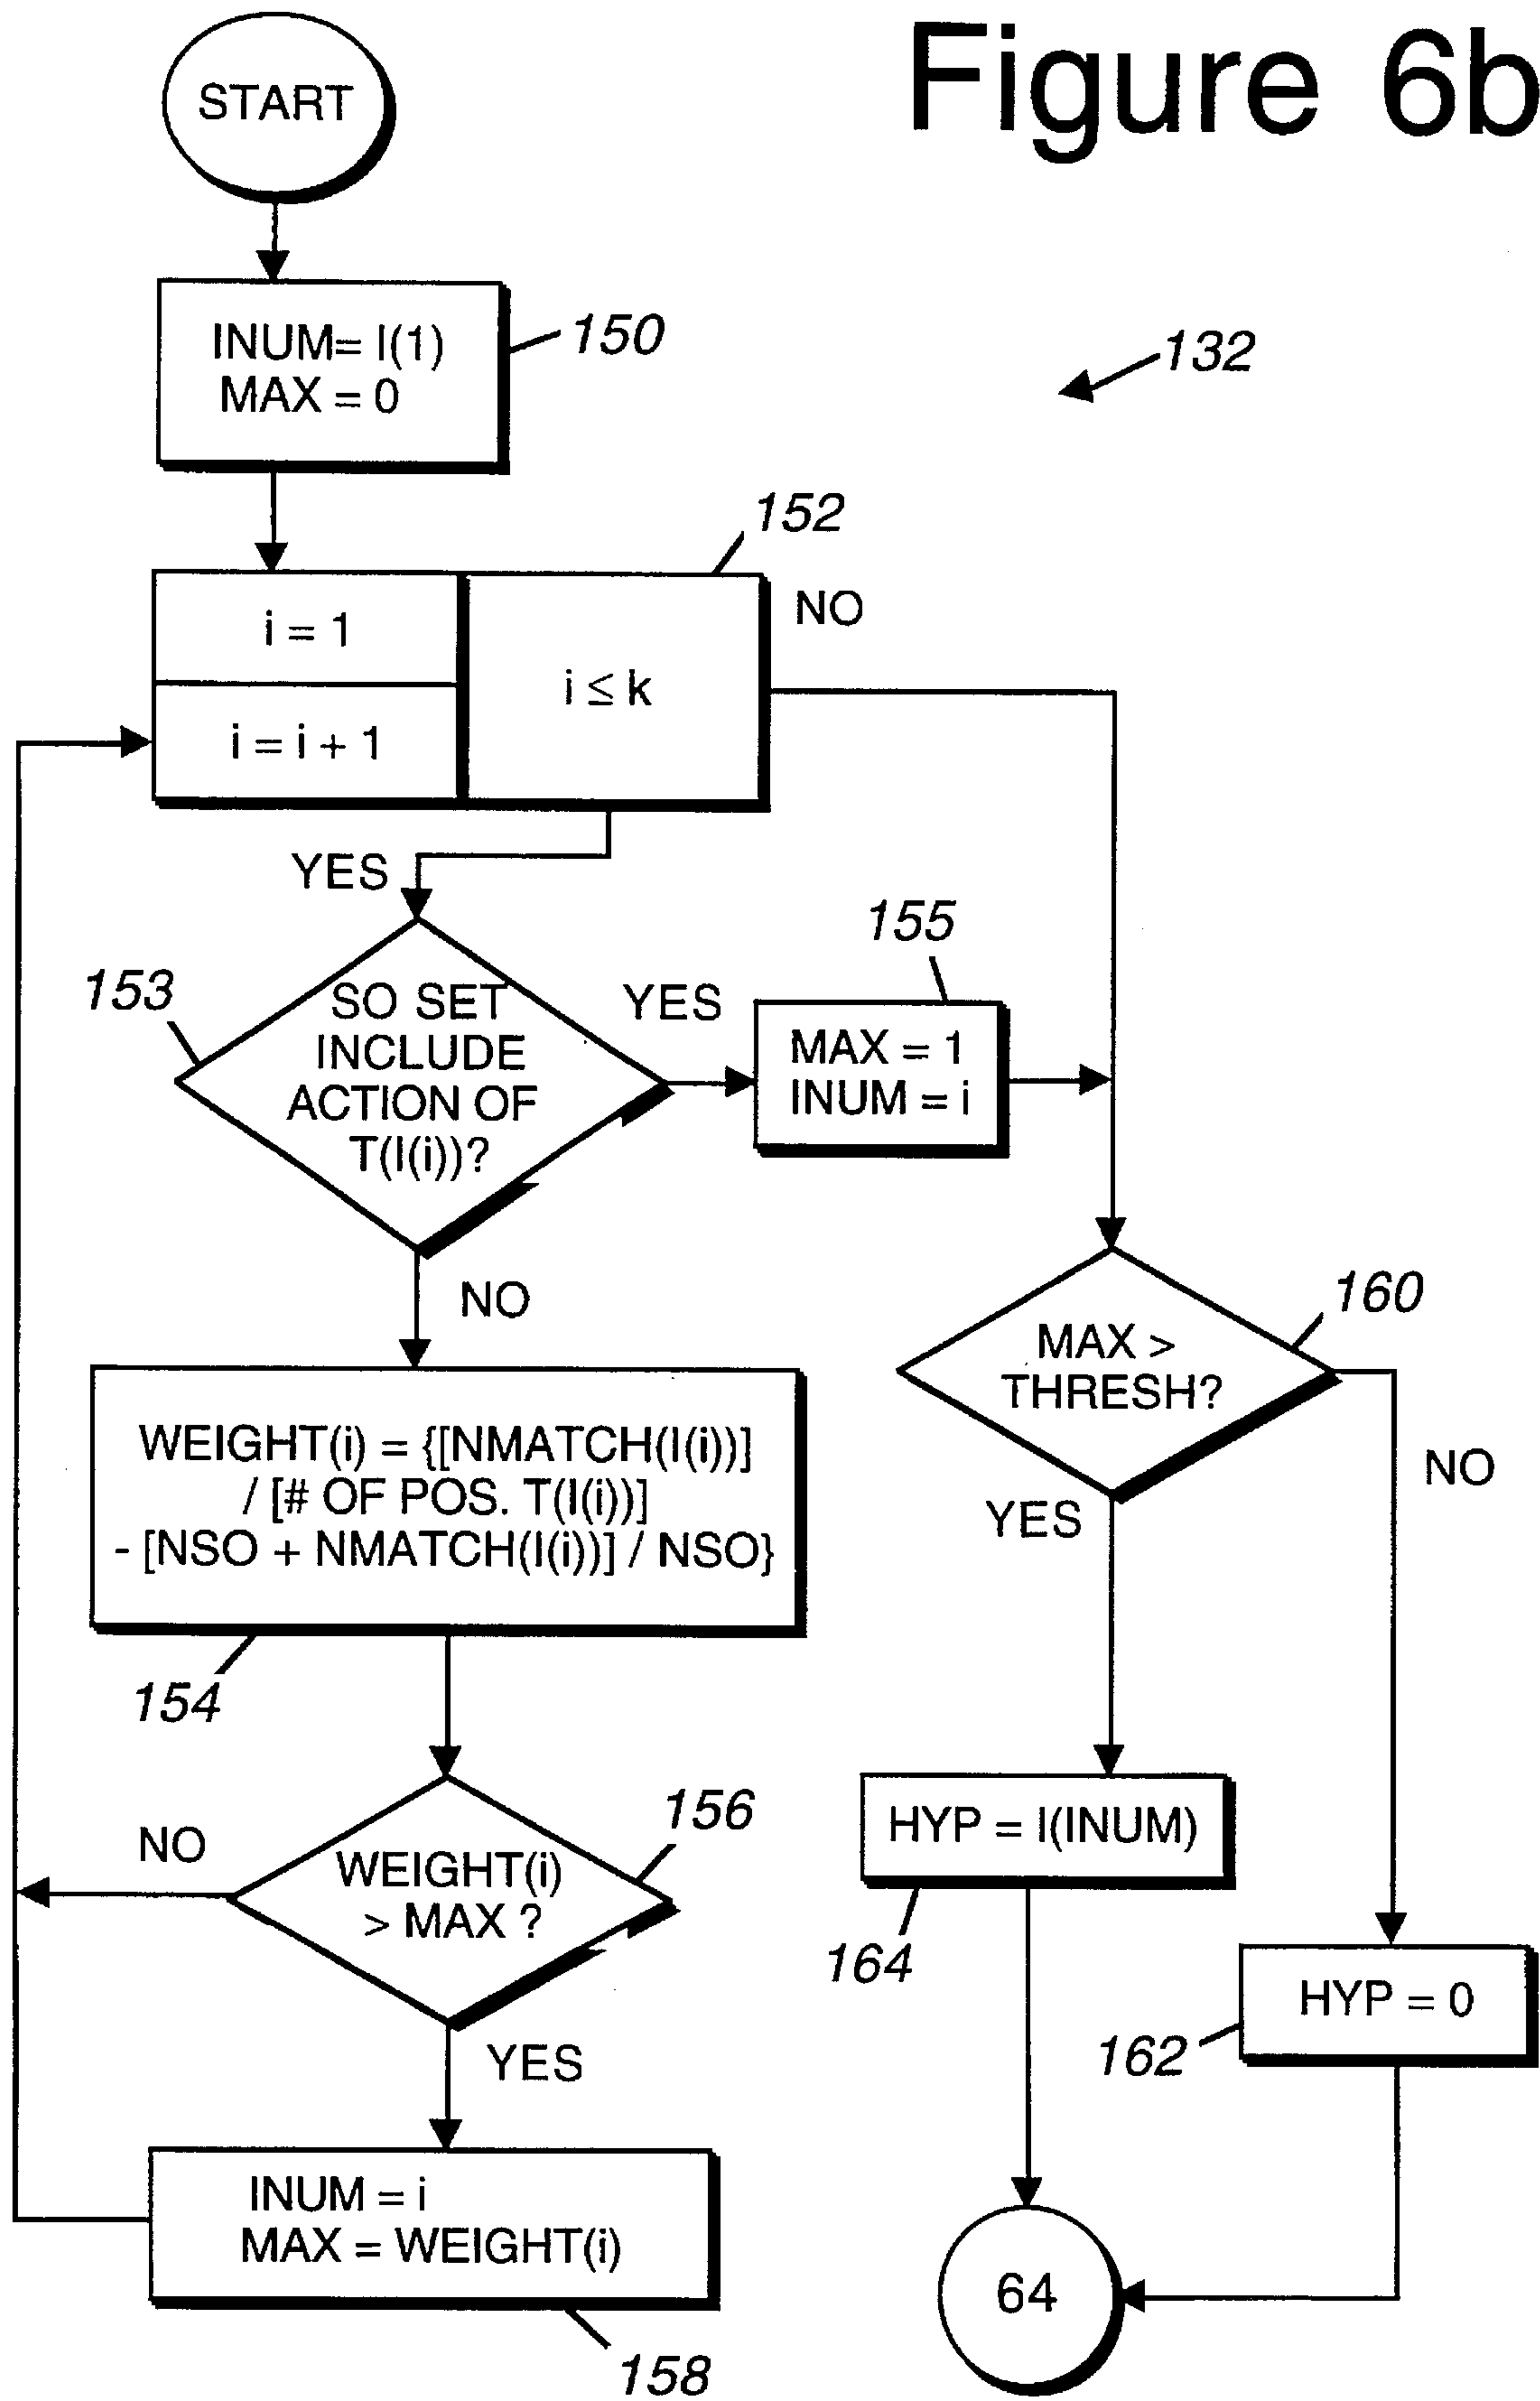 Figure 6b
START
INUM= I(1)
MAX = 0
150
132
152
i = 1
i = i + 1
i ≤ k
NO
YES
153
SO SET
INCLUDE
ACTION OF
T(I(i))?
YES
155
MAX = 1
INUM = i
NO
160
MAX >
THRESH?
NO
YES
WEIGHT(i) = {[NMATCH(I(i))]
/ [# OF POS. T(I(i))]
- [NSO + NMATCH(I(i))] / NSO}
154
156
WEIGHT(i)
> MAX ?
NO
YES
HYP = I(INUM)
164
HYP = 0
162
INUM = i
MAX = WEIGHT(i)
158
64